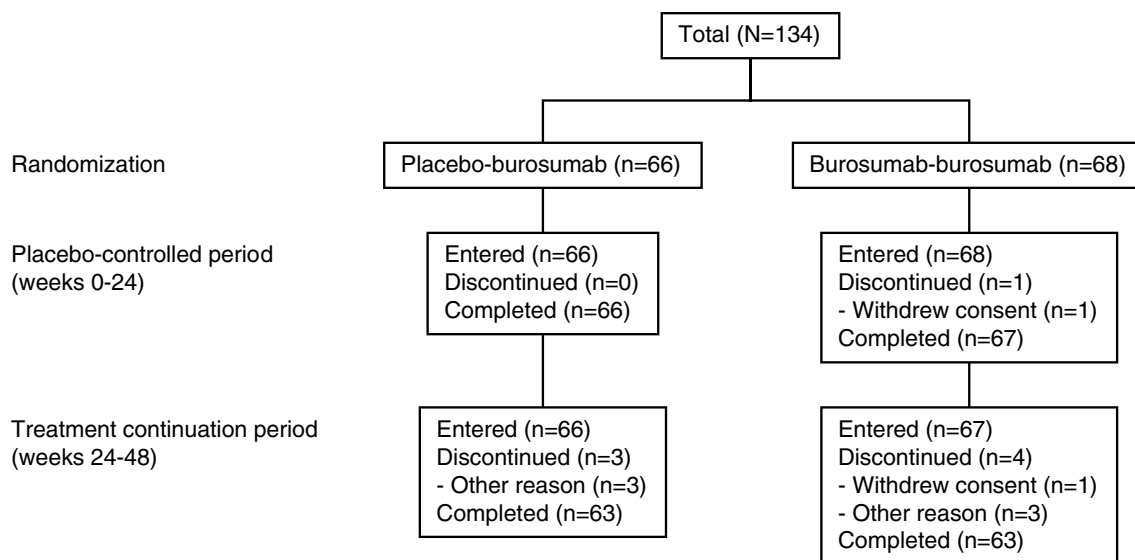 Total (N=134)
Randomization
Placebo-burosumab (n=66)
Burosumab-burosumab (n=68)
Placebo-controlled period
(weeks 0-24)
Entered (n=66)
Discontinued (n=0)
Completed (n=66)
Entered (n=68)
Discontinued (n=1)
- Withdrew consent (n=1)
Completed (n=67)
Treatment continuation period
(weeks 24-48)
Entered (n=66)
Discontinued (n=3)
- Other reason (n=3)
Completed (n=63)
Entered (n=67)
Discontinued (n=4)
- Withdrew consent (n=1)
- Other reason (n=3)
Completed (n=63)